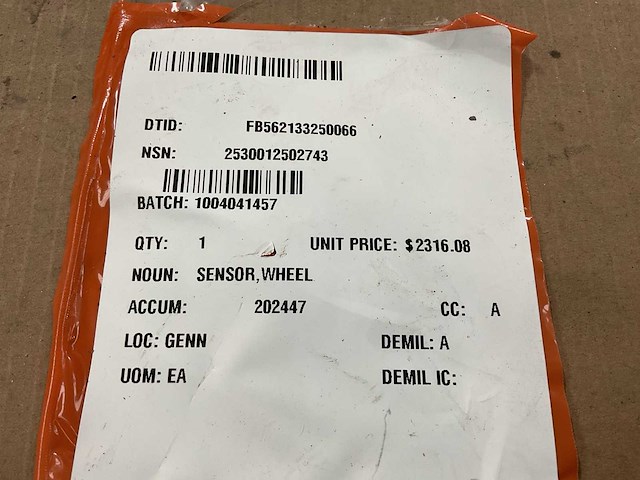 DTID: FB562133250066
NSN: 2530012502743
BATCH: 1004041457
QTY: 1 UNIT PRICE: $2316.08
NOUN: SENSOR,WHEEL
ACCUM: 202447 CC: A
LOC: GENN DEMIL: A
UOM: EA DEMIL IC: